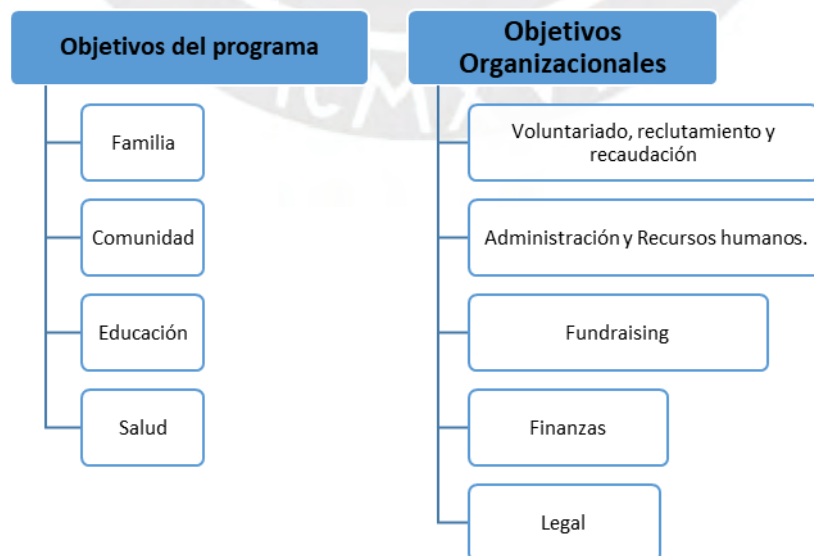 Objetivos del programa
Familia
Comunidad
Educación
Salud
Objetivos
Organizacionales
Voluntariado, reclutamiento y
recaudación
Administración y Recursos humanos.
Fundraising
Finanzas
Legal